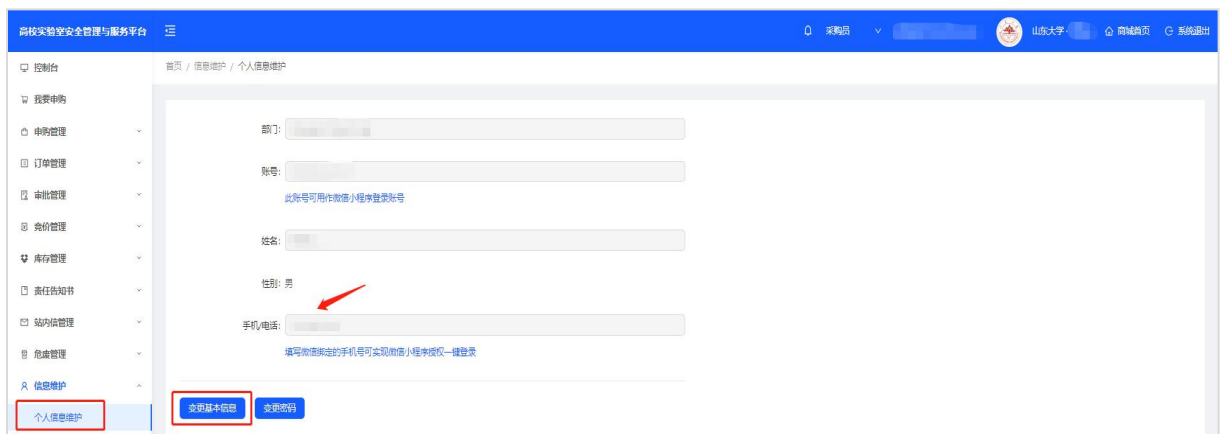 高校实验室安全管理与服务平台
采购员
山东大学·
商城首页
系统退出
控制台
首页 / 信息维护 / 个人信息维护
我要申购
申购管理
订单管理
审批管理
竞价管理
库存管理
责任告知书
站内信管理
危废管理
信息维护
个人信息维护
部门:
账号:
此账号可用作微信小程序登录账号
姓名:
性别: 男
手机/电话:
填写微信绑定的手机号可实现微信小程序授权一键登录
变更基本信息
变更密码